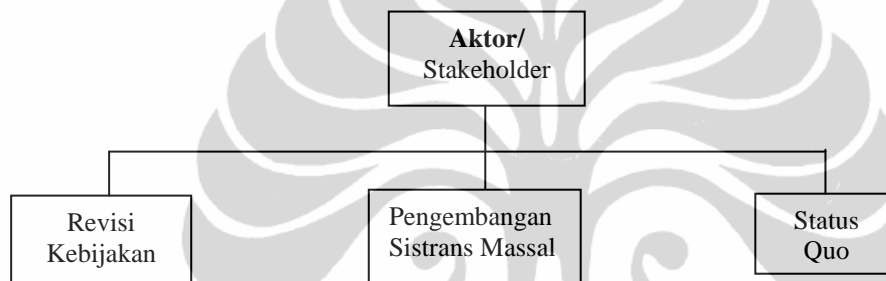 Aktor/
Stakeholder
Revisi
Kebijakan
Pengembangan
Sistrans Massal
Status
Quo